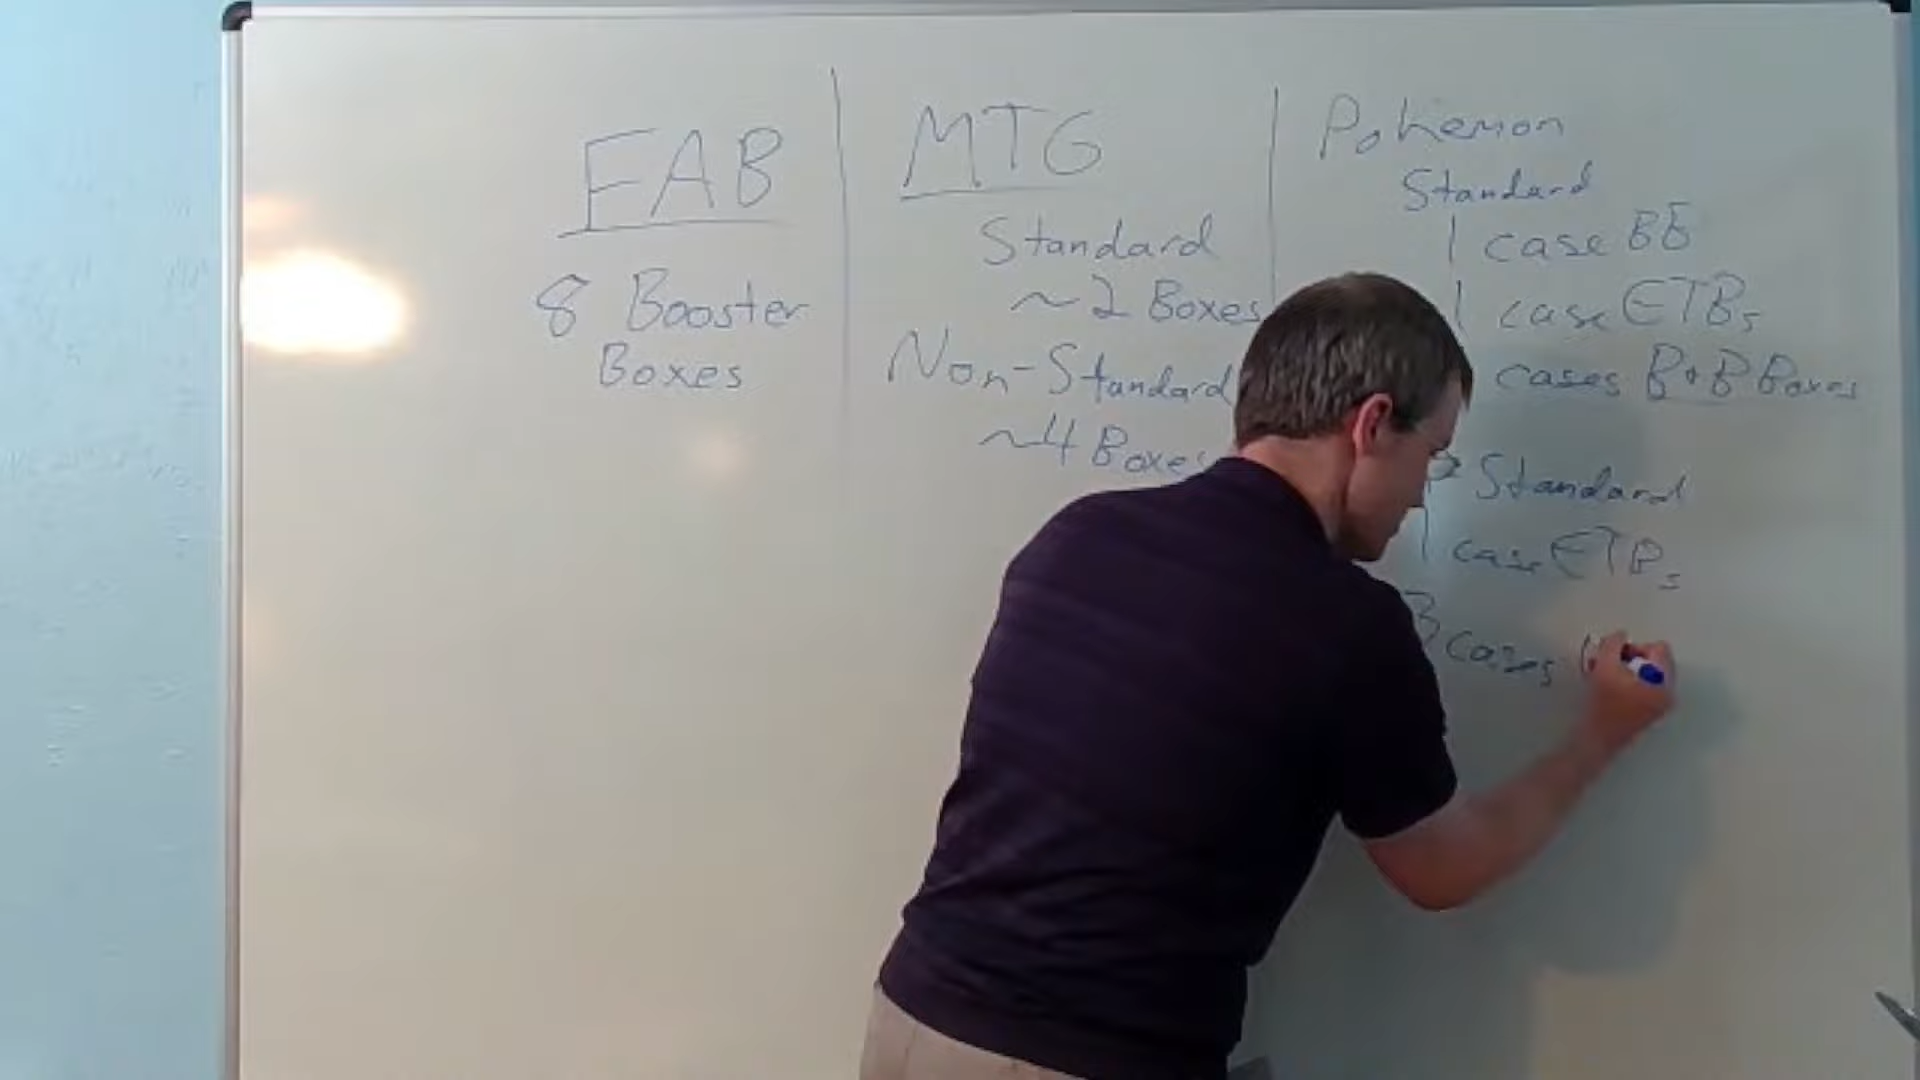 FAB
8 Booster
Boxes
MTG
Standard
~2 Boxes
Non-Standard
~4 Boxes
Pokemon
Standard
1 case BB
1 case ETBs
cases B+B Boxes
Standard
1 case ETBs
3 cases